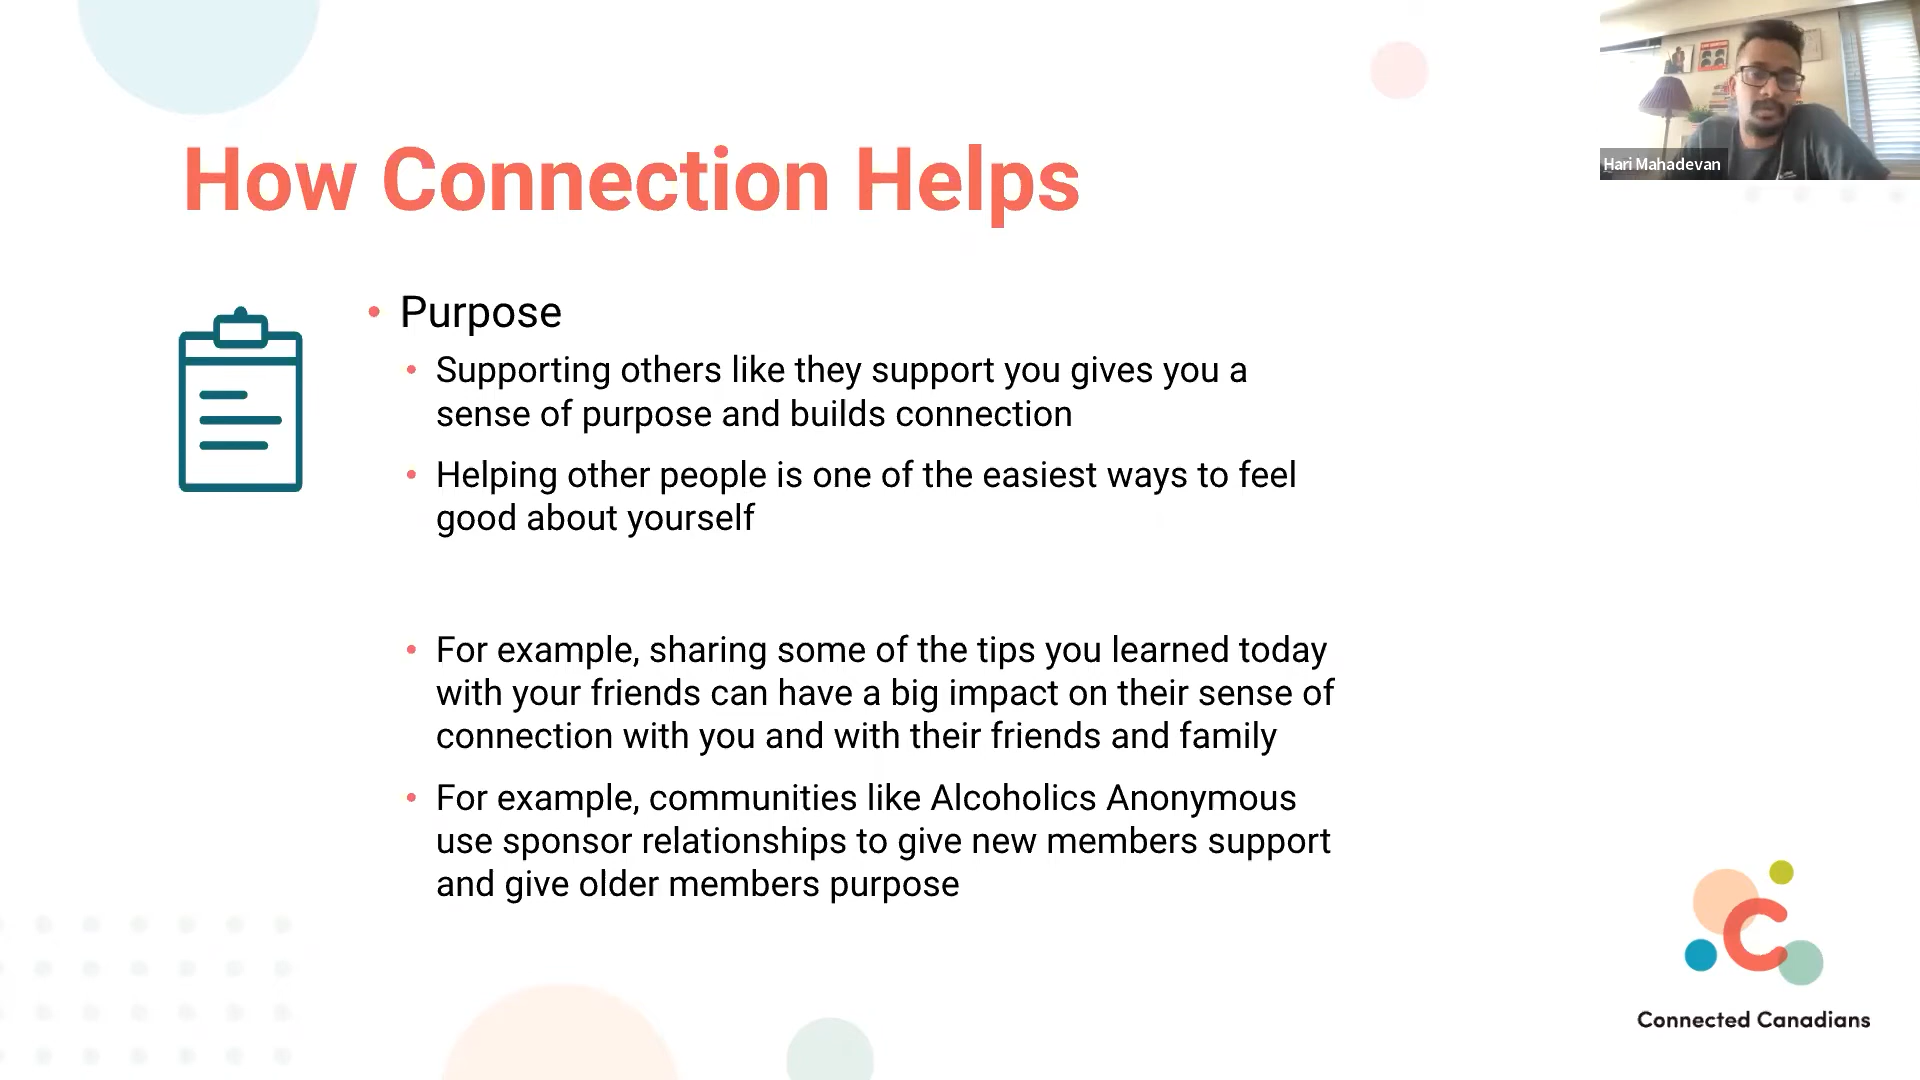 Hari Mahadevan
How Connection Helps
Purpose
Supporting others like they support you gives you a
sense of purpose and builds connection
Helping other people is one of the easiest ways to feel
good about yourself
For example, sharing some of the tips you learned today
with your friends can have a big impact on their sense of
connection with you and with their friends and family
For example, communities like Alcoholics Anonymous
use sponsor relationships to give new members support
and give older members purpose
Connected Canadians